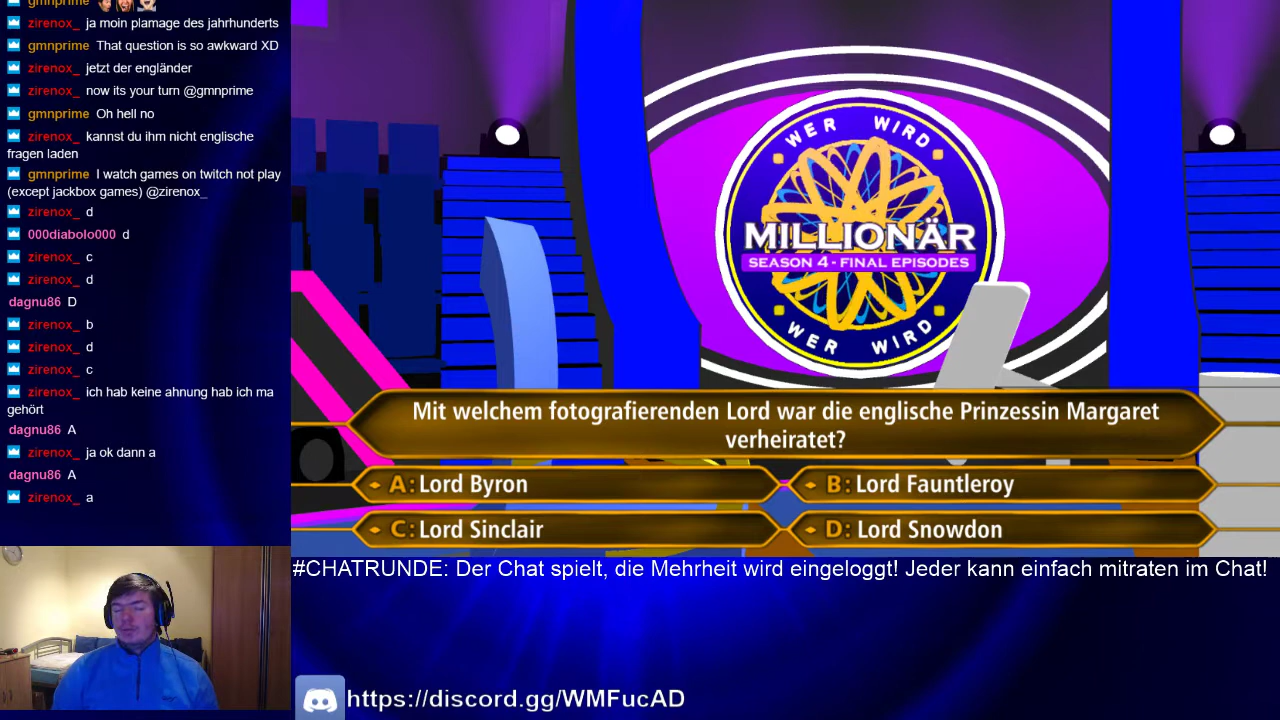 gmnprime
zirenox_ ja moin plamage des jahrhunderts
gmnprime That question is so awkward XD
zirenox_ jetzt der engländer
zirenox_ now its your turn @gmnprime
gmnprime Oh hell no
zirenox_ kannst du ihm nicht englische
fragen laden
gmnprime I watch games on twitch not play
(except jackbox games) @zirenox_
zirenox_ d
000diabolo000 d
zirenox_ c
zirenox_ d
dagnu86 D
zirenox_ b
zirenox_ d
zirenox_ c
zirenox_ ich hab keine ahnung hab ich ma
gehört
dagnu86 A
zirenox_ ja ok dann a
dagnu86 A
zirenox_ a
WER WIRD
MILLIONÄR
SEASON 4 - FINAL EPISODES
WER WIRD
Mit welchem fotografierenden Lord war die englische Prinzessin Margaret
verheiratet?
A: Lord Byron
B: Lord Fauntleroy
C: Lord Sinclair
D: Lord Snowdon
#CHATRUNDE: Der Chat spielt, die Mehrheit wird eingeloggt! Jeder kann einfach mitraten im Chat!
https://discord.gg/WMFucAD